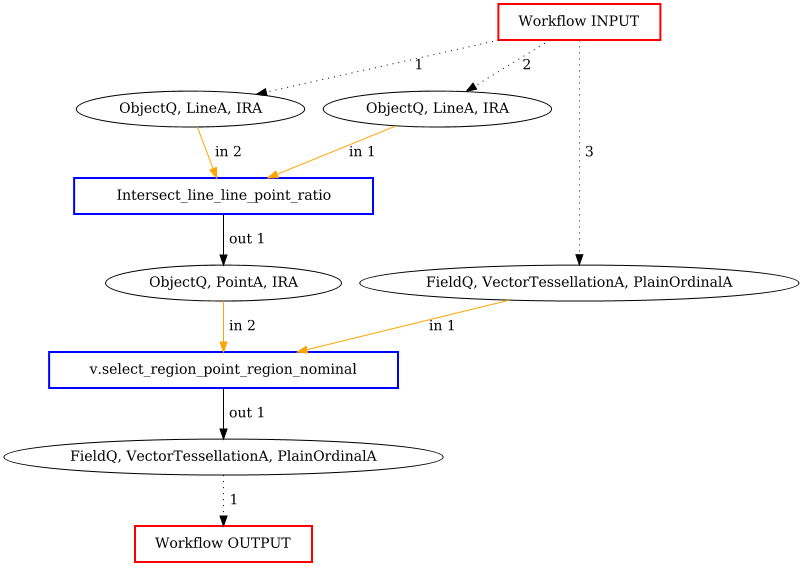 Workflow INPUT
1
2
ObjectQ, LineA, IRA
ObjectQ, LineA, IRA
in 2
in 1
3
Intersect_line_line_point_ratio
out 1
ObjectQ, PointA, IRA
FieldQ, VectorTessellationA, PlainOrdinalA
in 2
in 1
v.select_region_point_region_nominal
out 1
FieldQ, VectorTessellationA, PlainOrdinalA
1
Workflow OUTPUT